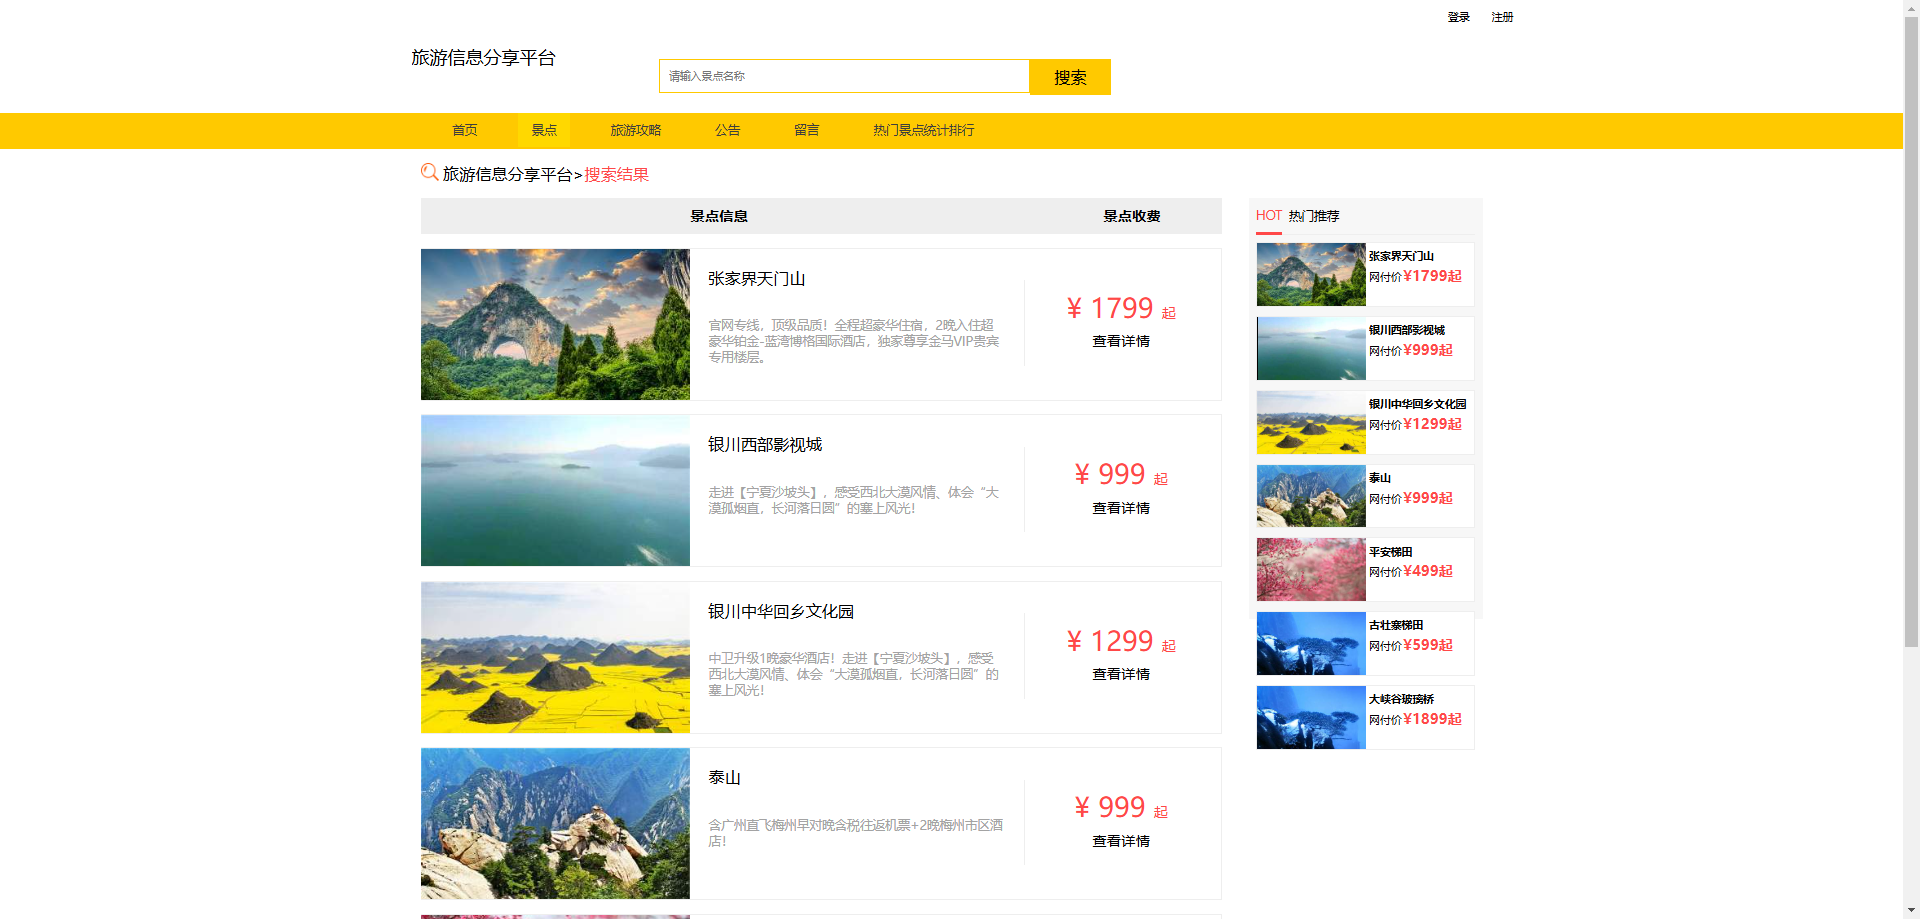 登录 注册
旅游信息分享平台
请输入景点名称 搜索
首页 景点 旅游攻略 公告 留言 热门景点统计排行
旅游信息分享平台>搜索结果
景点信息 景点收费
张家界天门山
官网专线，顶级品质！全程超豪华住宿，2晚入住超
豪华铂金-蓝湾博格国际酒店，独家尊享金马VIP贵宾
专用楼层。
¥ 1799 起
查看详情
银川西部影视城
走进【宁夏沙坡头】，感受西北大漠风情、体会“大
漠孤烟直，长河落日圆”的塞上风光！
¥ 999 起
查看详情
银川中华回乡文化园
中卫升级1晚豪华酒店！走进【宁夏沙坡头】，感受
西北大漠风情、体会“大漠孤烟直，长河落日圆”的
塞上风光！
¥ 1299 起
查看详情
泰山
含广州直飞梅州早对晚含税往返机票+2晚梅州市区酒
店！
¥ 999 起
查看详情
HOT 热门推荐
张家界天门山
网付价¥1799起
银川西部影视城
网付价¥999起
银川中华回乡文化园
网付价¥1299起
泰山
网付价¥999起
平安梯田
网付价¥499起
古壮寨梯田
网付价¥599起
大峡谷玻璃桥
网付价¥1899起